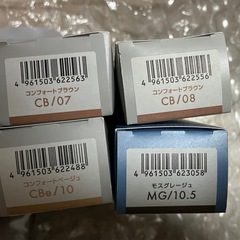 4 961503 622563
コンフォートブラウン
CB/07
4 961503 622556
コンフォートブラウン
CB/08
4 961503 622488
コンフォートベージュ
CBe/10
4 961503 623058
モスグレージュ
MG/10.5